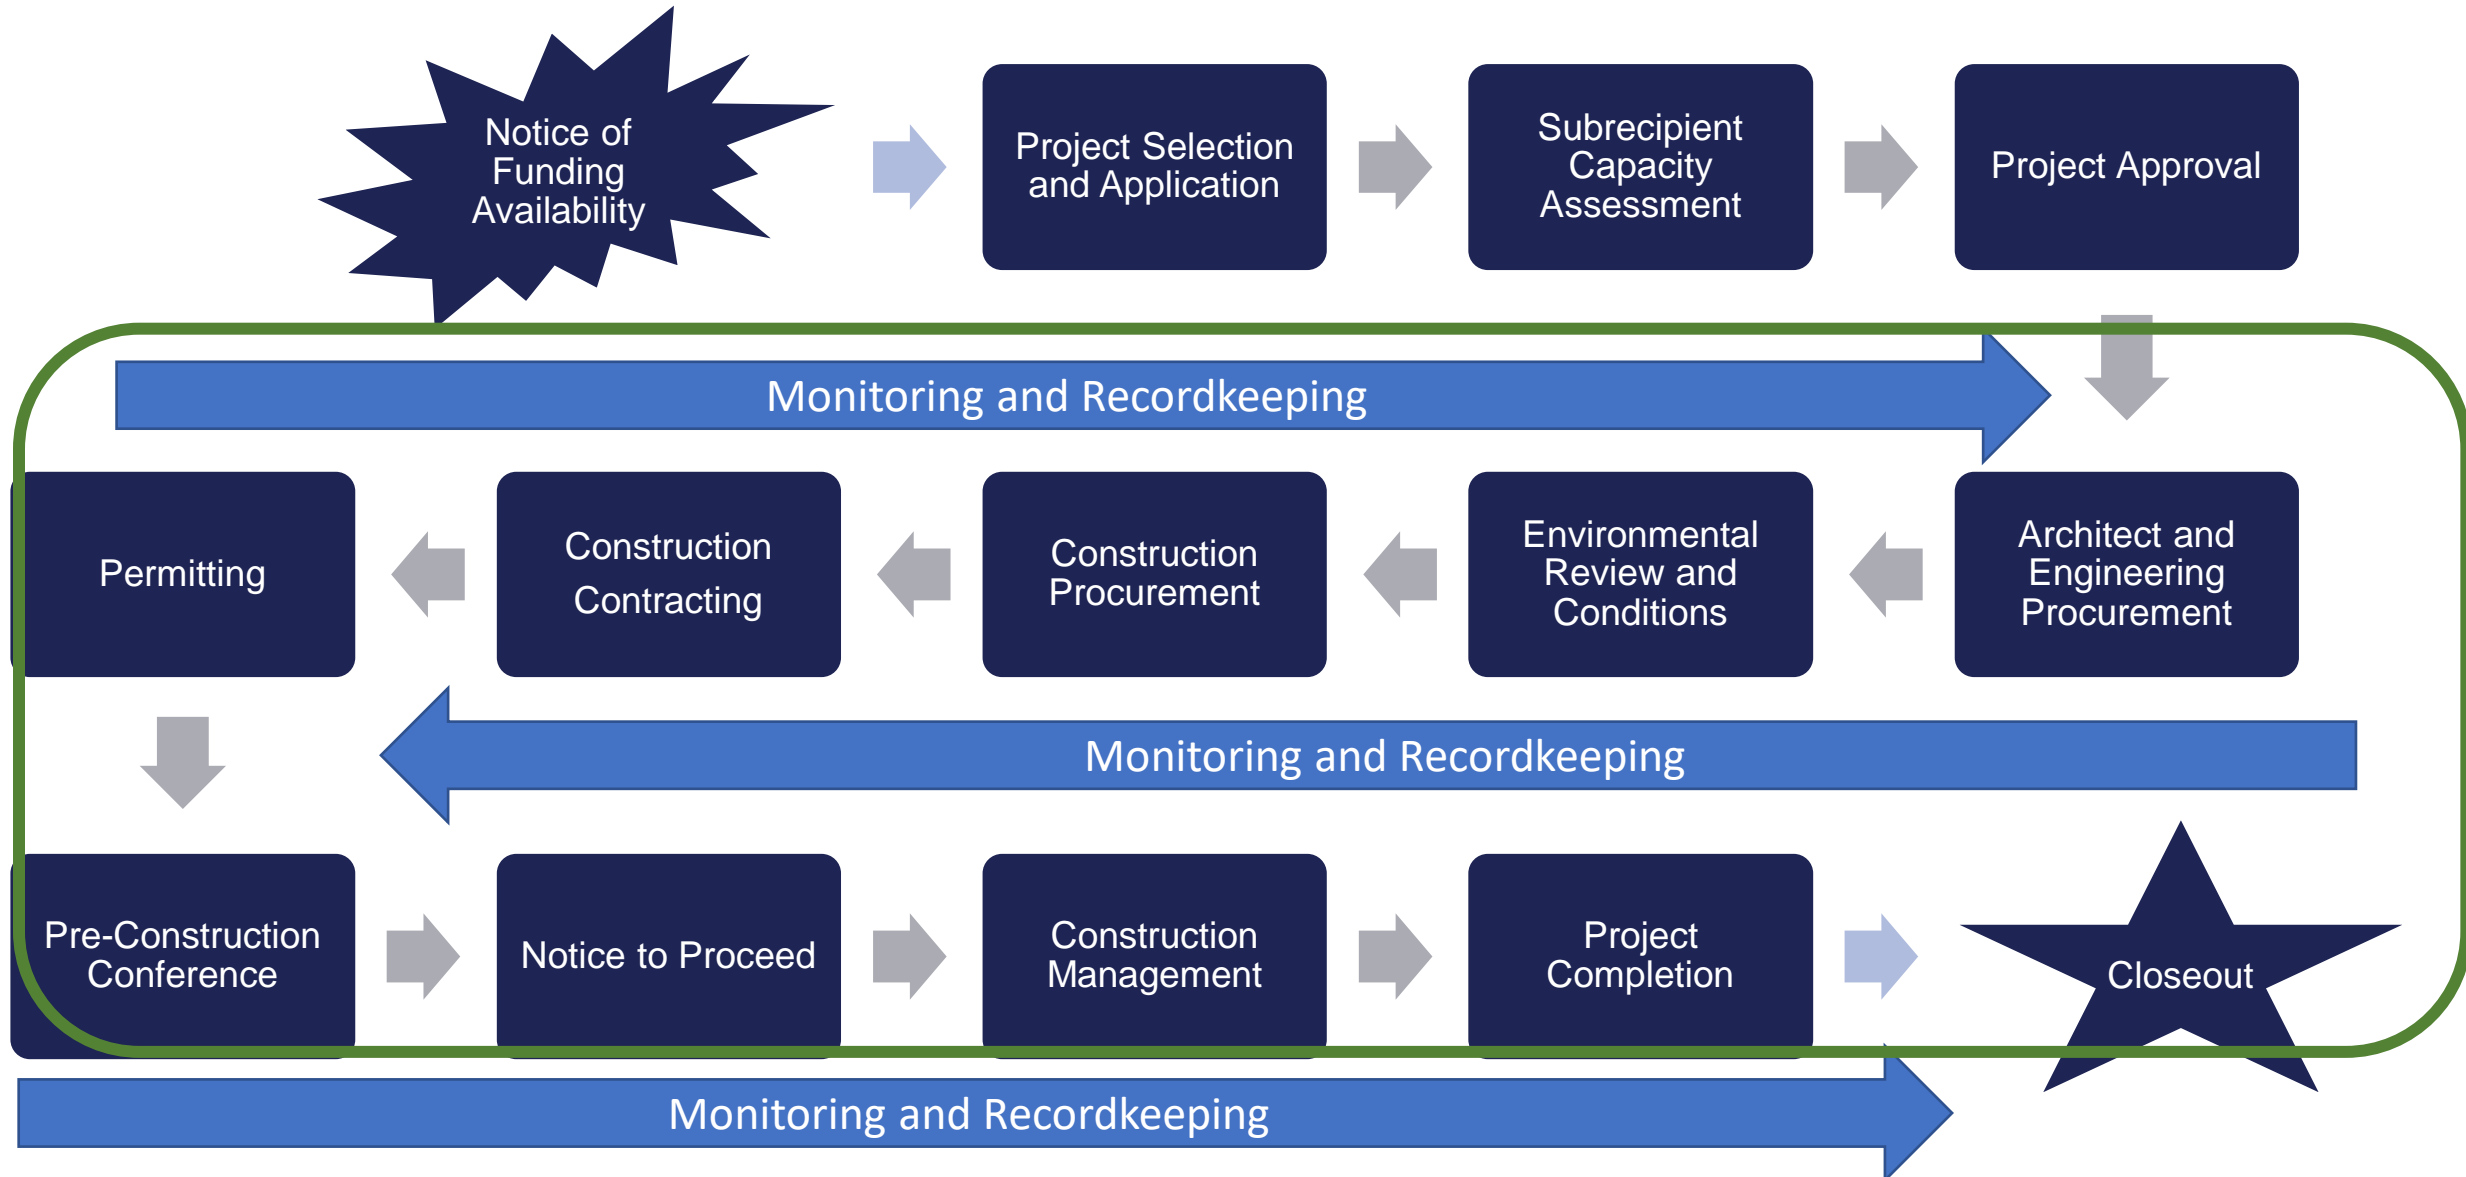 Notice of
Funding
Availability
Project Selection
and Application
Subrecipient
Capacity
Assessment
Project Approval
Monitoring and Recordkeeping
Architect and
Engineering
Procurement
Environmental
Review and
Conditions
Construction
Procurement
Construction
Contracting
Permitting
Monitoring and Recordkeeping
Pre-Construction
Conference
Notice to Proceed
Construction
Management
Project
Completion
Closeout
Monitoring and Recordkeeping